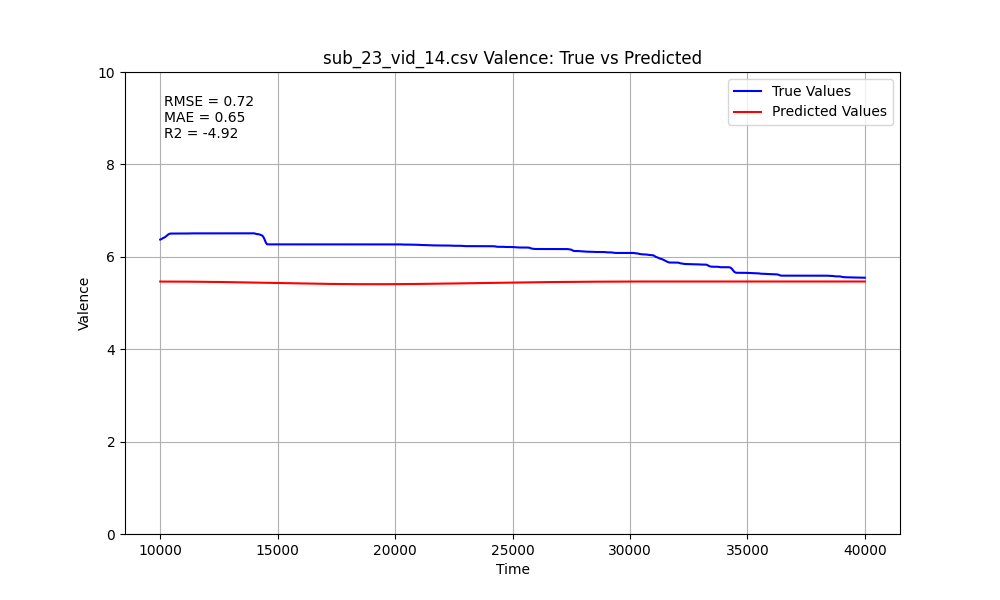 sub_23_vid_14.csv Valence: True vs Predicted
RMSE = 0.72
MAE = 0.65
R2 = -4.92
True Values
Predicted Values
Valence
10
8
6
4
2
0
10000 15000 20000 25000 30000 35000 40000
Time